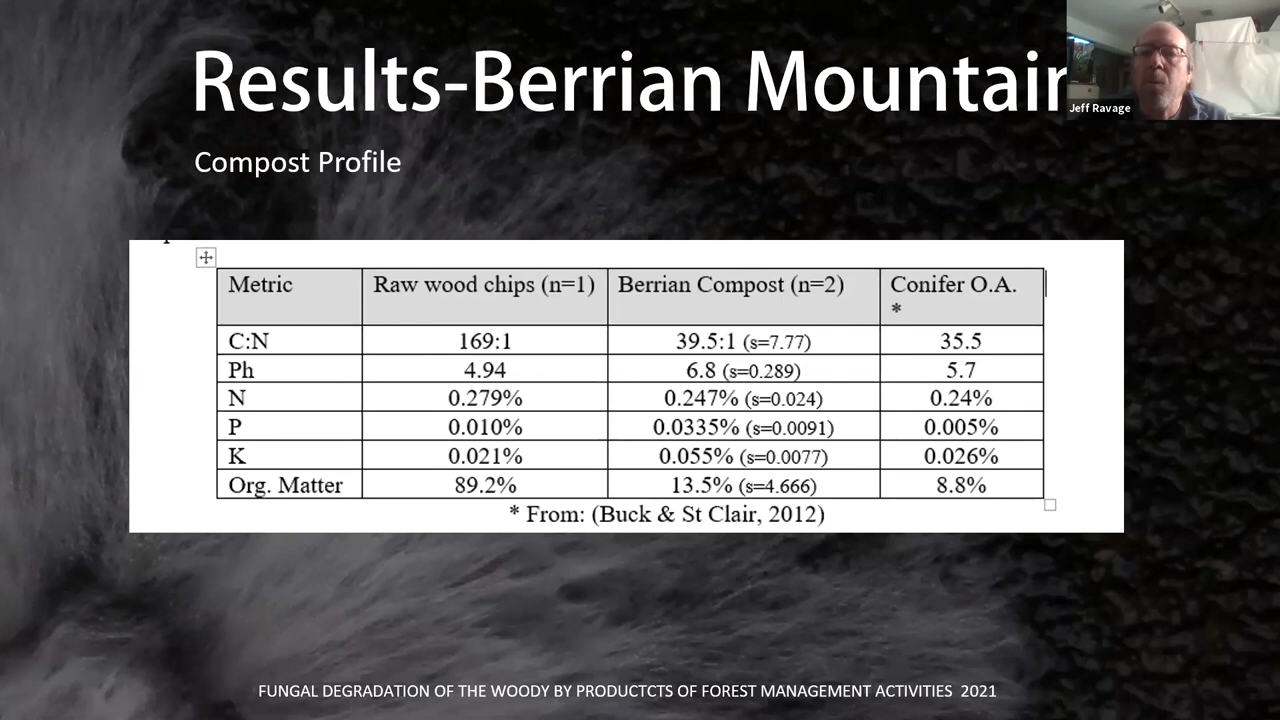 Results-Berrian Mountain
Jeff Ravage
Compost Profile
Metric Raw wood chips (n=1) Berrian Compost (n=2) Conifer O.A. *
C:N 169:1 39.5:1 (s=7.77) 35.5
Ph 4.94 6.8 (s=0.289) 5.7
N 0.279% 0.247% (s=0.024) 0.24%
P 0.010% 0.0335% (s=0.0091) 0.005%
K 0.021% 0.055% (s=0.0077) 0.026%
Org. Matter 89.2% 13.5% (s=4.666) 8.8%
* From: (Buck & St Clair, 2012)
FUNGAL DEGRADATION OF THE WOODY BY PRODUCTCTS OF FOREST MANAGEMENT ACTIVITIES 2021